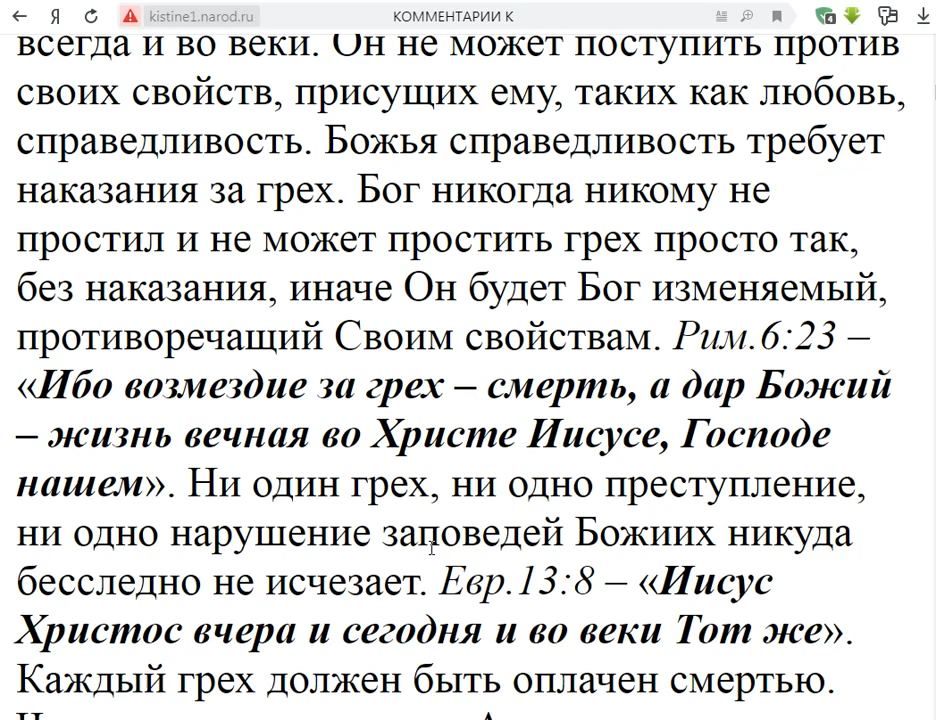 kistine1.narod.ru
КОММЕНТАРИИ К
всегда и во веки. Он не может поступить против
своих свойств, присущих ему, таких как любовь,
справедливость. Божья справедливость требует
наказания за грех. Бог никогда никому не
простил и не может простить грех просто так,
без наказания, иначе Он будет Бог изменяемый,
противоречащий Своим свойствам. Рим.6:23 –
«Ибо возмездие за грех – смерть, а дар Божий
– жизнь вечная во Христе Иисусе, Господе
нашем». Ни один грех, ни одно преступление,
ни одно нарушение заповедей Божиих никуда
бесследно не исчезает. Евр.13:8 – «Иисус
Христос вчера и сегодня и во веки Тот же».
Каждый грех должен быть оплачен смертью.